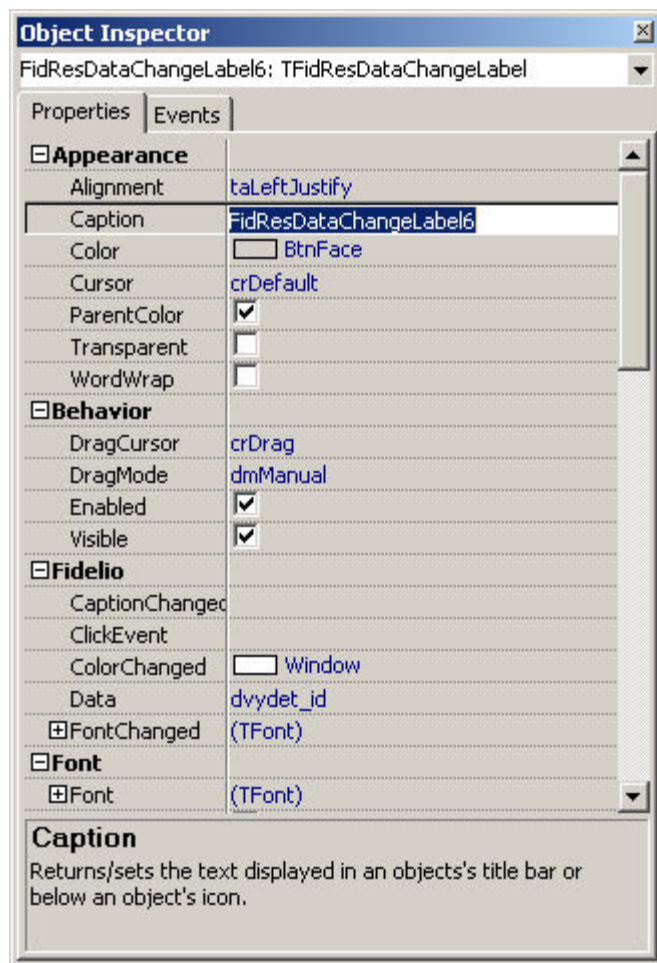 Object Inspector
FidResDataChangeLabel6: TFidResDataChangeLabel
Properties Events
Appearance
Alignment taLeftJustify
Caption FidResDataChangeLabel6
Color BtnFace
Cursor crDefault
ParentColor
Transparent
WordWrap
Behavior
DragCursor crDrag
DragMode dmManual
Enabled
Visible
Fidelio
CaptionChanged
ClickEvent
ColorChanged Window
Data dvydet_id
FontChanged (TFont)
Font
Font (TFont)
Caption
Returns/sets the text displayed in an objects's title bar or
below an object's icon.